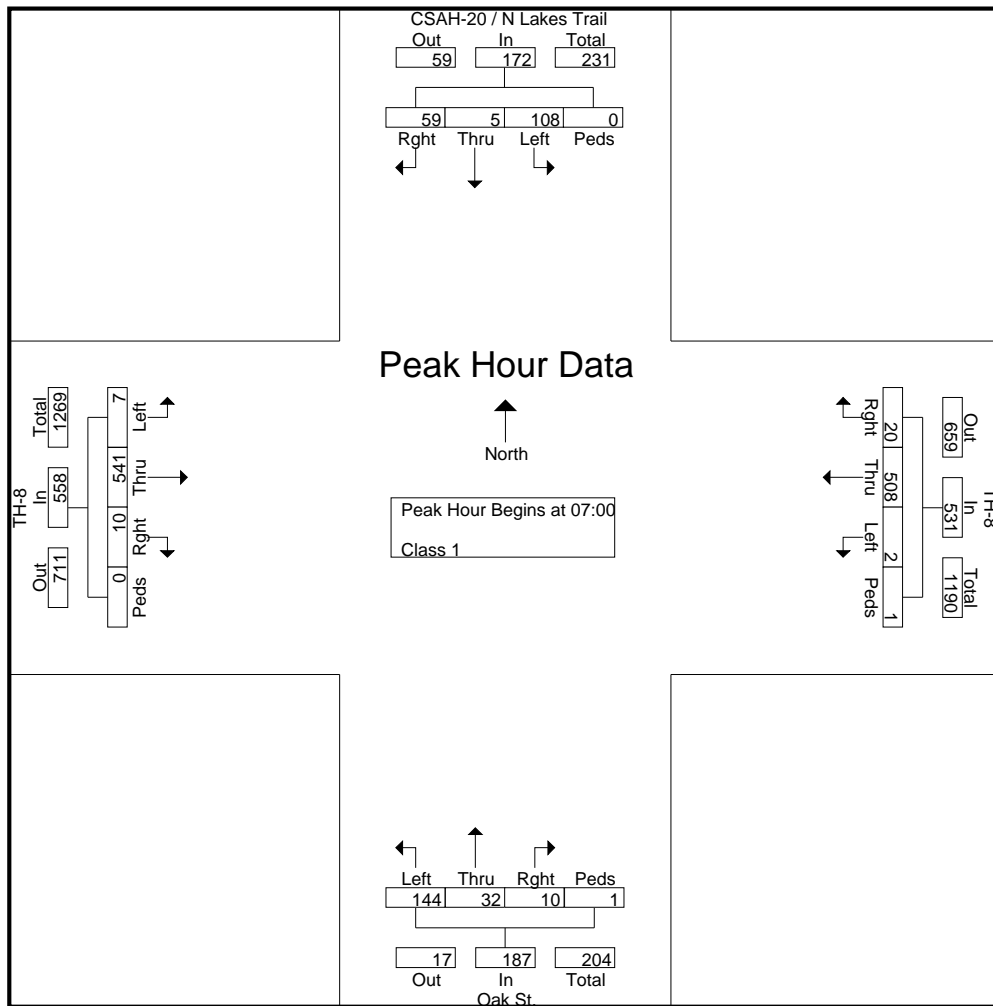 CSAH-20 / N Lakes Trail
Out In Total
59 172 231
59 5 108 0
Rght Thru Left Peds
Peak Hour Data
North
Peak Hour Begins at 07:00
Class 1
TH-8
Total In Out
1269 558 711
7 541 10 0
Left Thru Rght Peds
Rght Thru Left Peds
20 508 2 1
Out In Total
659 531 1190
TH-8
Left Thru Rght Peds
144 32 10 1
17 187 204
Out In Total
Oak St.